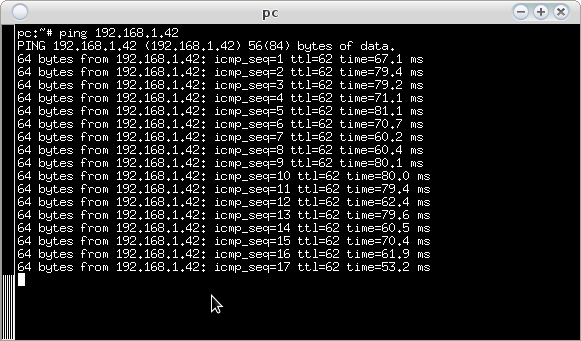 pc
pc:~# ping 192.168.1.42
PING 192.168.1.42 (192.168.1.42) 56(84) bytes of data.
64 bytes from 192.168.1.42: icmp_seq=1 ttl=62 time=67.1 ms
64 bytes from 192.168.1.42: icmp_seq=2 ttl=62 time=79.4 ms
64 bytes from 192.168.1.42: icmp_seq=3 ttl=62 time=79.2 ms
64 bytes from 192.168.1.42: icmp_seq=4 ttl=62 time=71.1 ms
64 bytes from 192.168.1.42: icmp_seq=5 ttl=62 time=81.1 ms
64 bytes from 192.168.1.42: icmp_seq=6 ttl=62 time=70.7 ms
64 bytes from 192.168.1.42: icmp_seq=7 ttl=62 time=60.2 ms
64 bytes from 192.168.1.42: icmp_seq=8 ttl=62 time=60.4 ms
64 bytes from 192.168.1.42: icmp_seq=9 ttl=62 time=80.1 ms
64 bytes from 192.168.1.42: icmp_seq=10 ttl=62 time=80.0 ms
64 bytes from 192.168.1.42: icmp_seq=11 ttl=62 time=79.4 ms
64 bytes from 192.168.1.42: icmp_seq=12 ttl=62 time=62.4 ms
64 bytes from 192.168.1.42: icmp_seq=13 ttl=62 time=79.6 ms
64 bytes from 192.168.1.42: icmp_seq=14 ttl=62 time=60.5 ms
64 bytes from 192.168.1.42: icmp_seq=15 ttl=62 time=70.4 ms
64 bytes from 192.168.1.42: icmp_seq=16 ttl=62 time=61.9 ms
64 bytes from 192.168.1.42: icmp_seq=17 ttl=62 time=53.2 ms